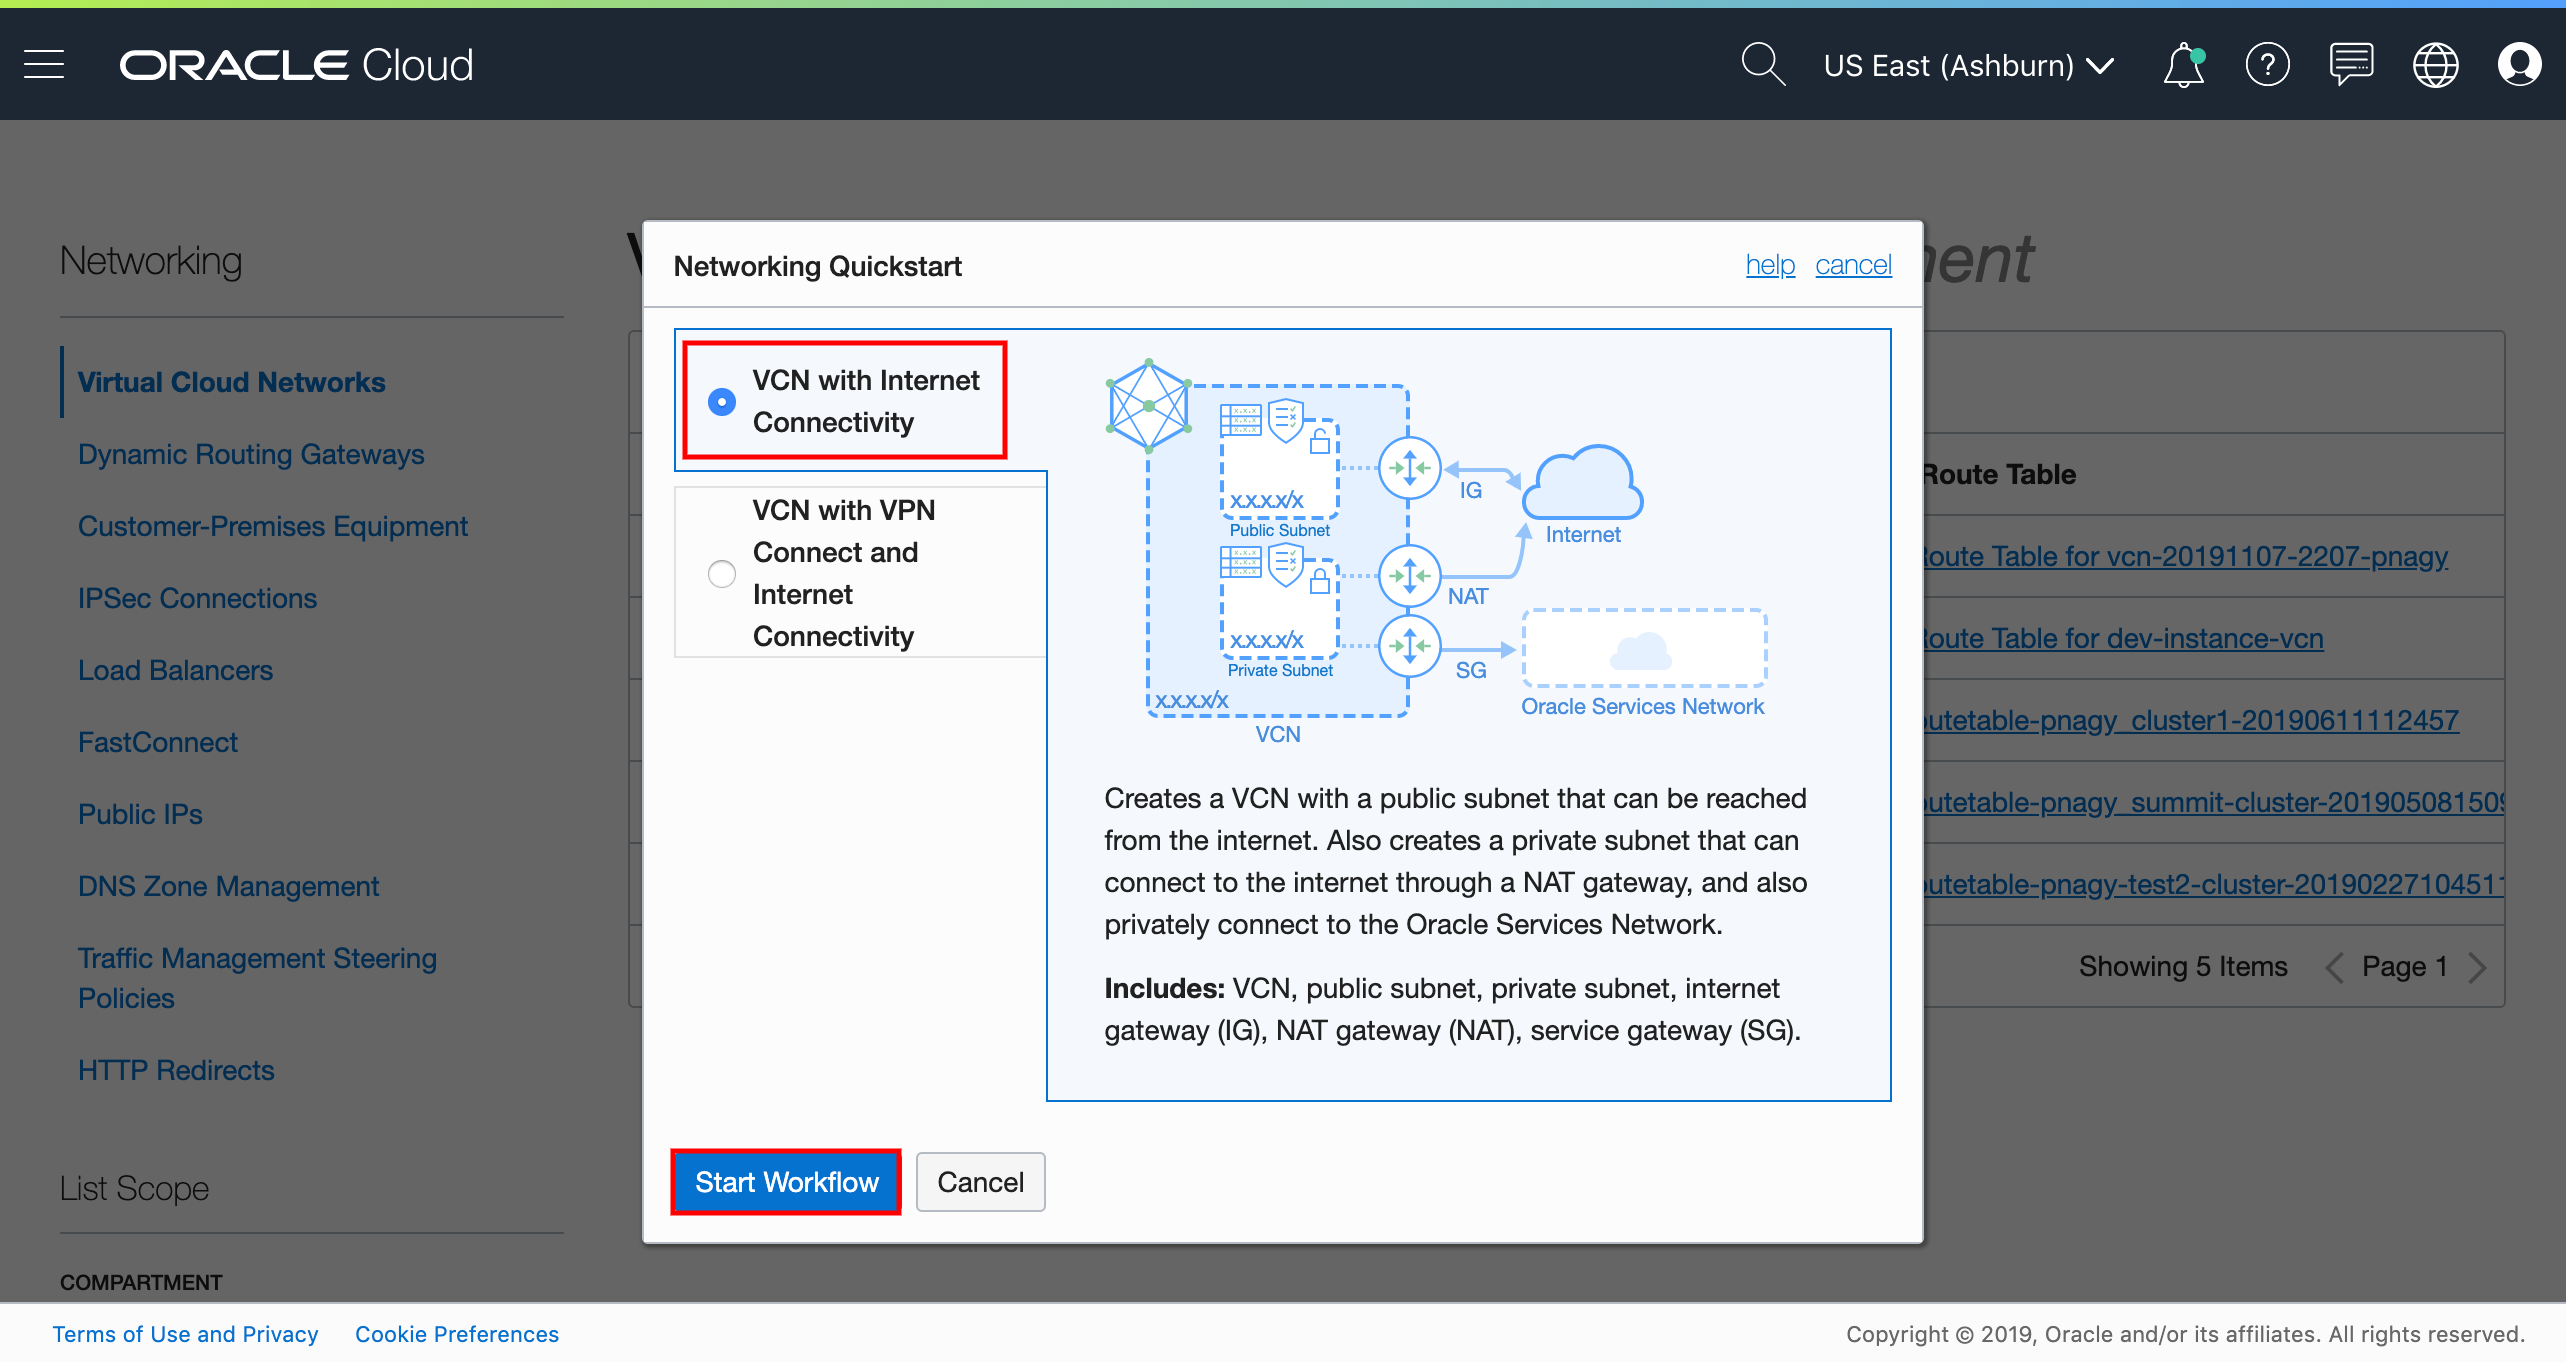 ORACLE Cloud
US East (Ashburn)
Networking
Virtual Cloud Networks
Dynamic Routing Gateways
Customer-Premises Equipment
IPSec Connections
Load Balancers
FastConnect
Public IPs
DNS Zone Management
Traffic Management Steering
Policies
HTTP Redirects
List Scope
COMPARTMENT
Networking Quickstart
help cancel
VCN with Internet
Connectivity
VCN with VPN
Connect and
Internet
Connectivity
x.x.x.x/x
Public Subnet
x.x.x.x/x
Private Subnet
x.x.x.x/x
VCN
IG
Internet
NAT
SG
Oracle Services Network
Creates a VCN with a public subnet that can be reached
from the internet. Also creates a private subnet that can
connect to the internet through a NAT gateway, and also
privately connect to the Oracle Services Network.
Includes: VCN, public subnet, private subnet, internet
gateway (IG), NAT gateway (NAT), service gateway (SG).
Start Workflow
Cancel
Route Table
Route Table for vcn-20191107-2207-pnagy
Route Table for dev-instance-vcn
utetable-pnagy_cluster1-20190611112457
utetable-pnagy_summit-cluster-201905081509
utetable-pnagy-test2-cluster-20190227104511
Showing 5 Items
Page 1
Terms of Use and Privacy
Cookie Preferences
Copyright © 2019, Oracle and/or its affiliates. All rights reserved.